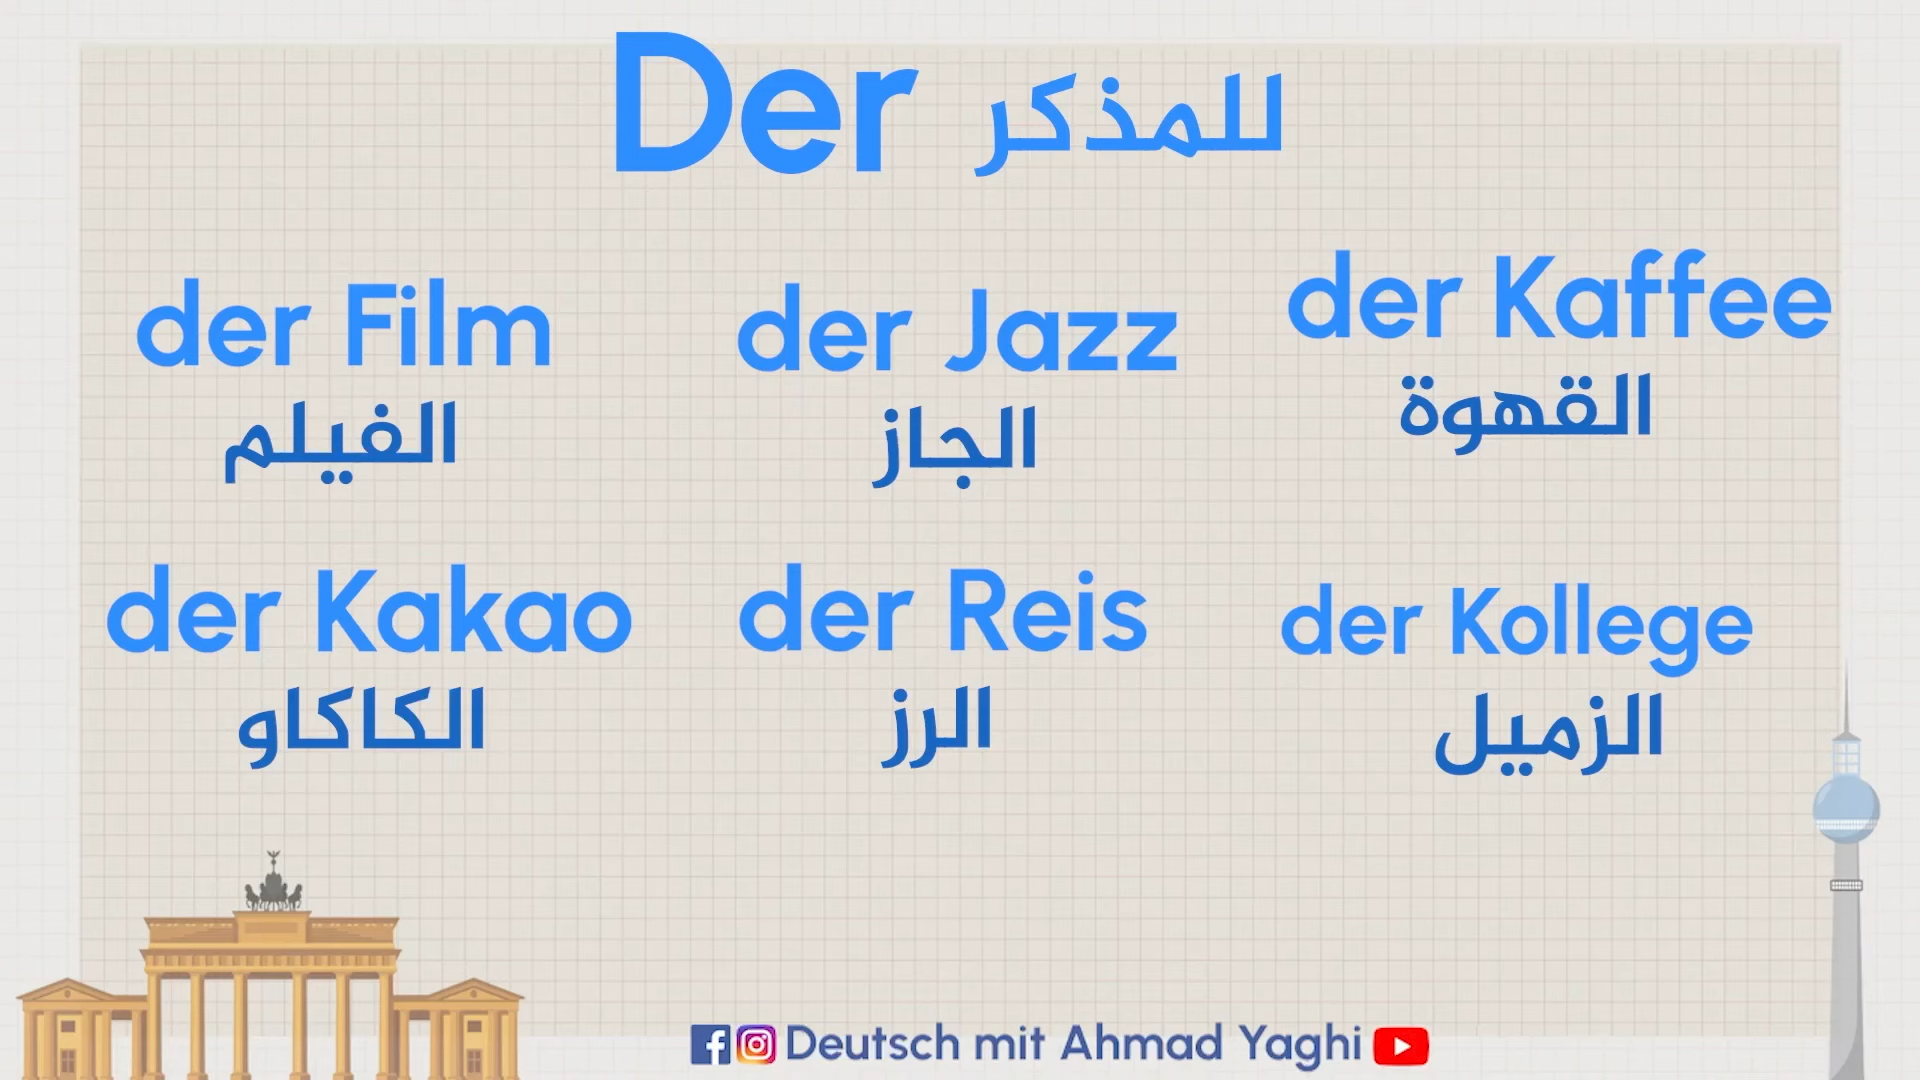 Der للمذكر
der Film
الفيلم
der Jazz
الجاز
der Kaffee
القهوة
der Kakao
الكاكاو
der Reis
الرز
der Kollege
الزميل
Deutsch mit Ahmad Yaghi